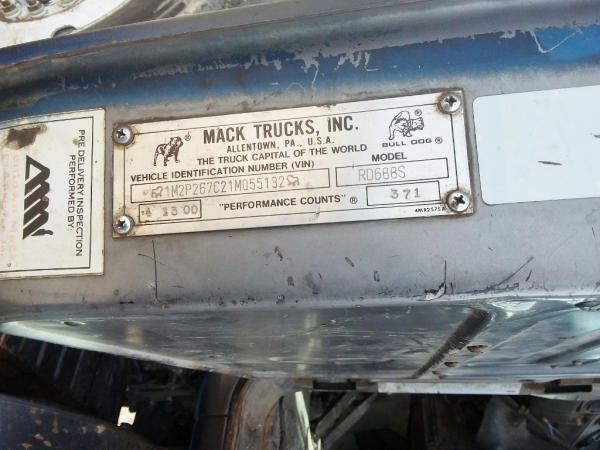 PRE DELIVERY INSPECTION
PERFORMED BY:
MACK TRUCKS, INC.
ALLENTOWN, PA., U.S.A.
THE TRUCK CAPITAL OF THE WORLD
BULL DOG ®
VEHICLE IDENTIFICATION NUMBER (VIN)
MODEL
1M2P267C21M055132
RD688S
4 13 00
"PERFORMANCE COUNTS" ®
371